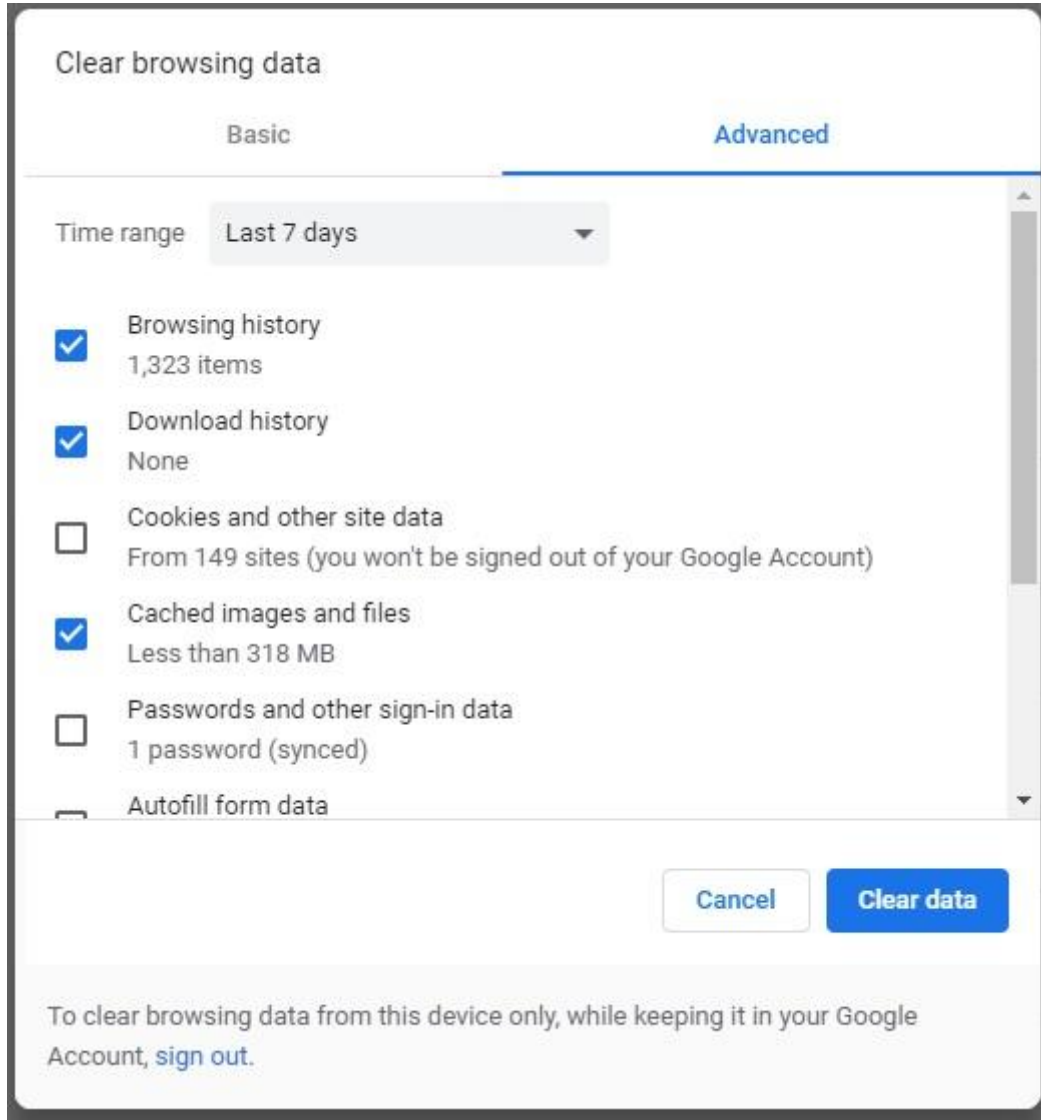 Clear browsing data
Basic
Advanced
Time range
Last 7 days
Browsing history
1,323 items
Download history
None
Cookies and other site data
From 149 sites (you won't be signed out of your Google Account)
Cached images and files
Less than 318 MB
Passwords and other sign-in data
1 password (synced)
Autofill form data
Cancel
Clear data
To clear browsing data from this device only, while keeping it in your Google
Account, sign out.